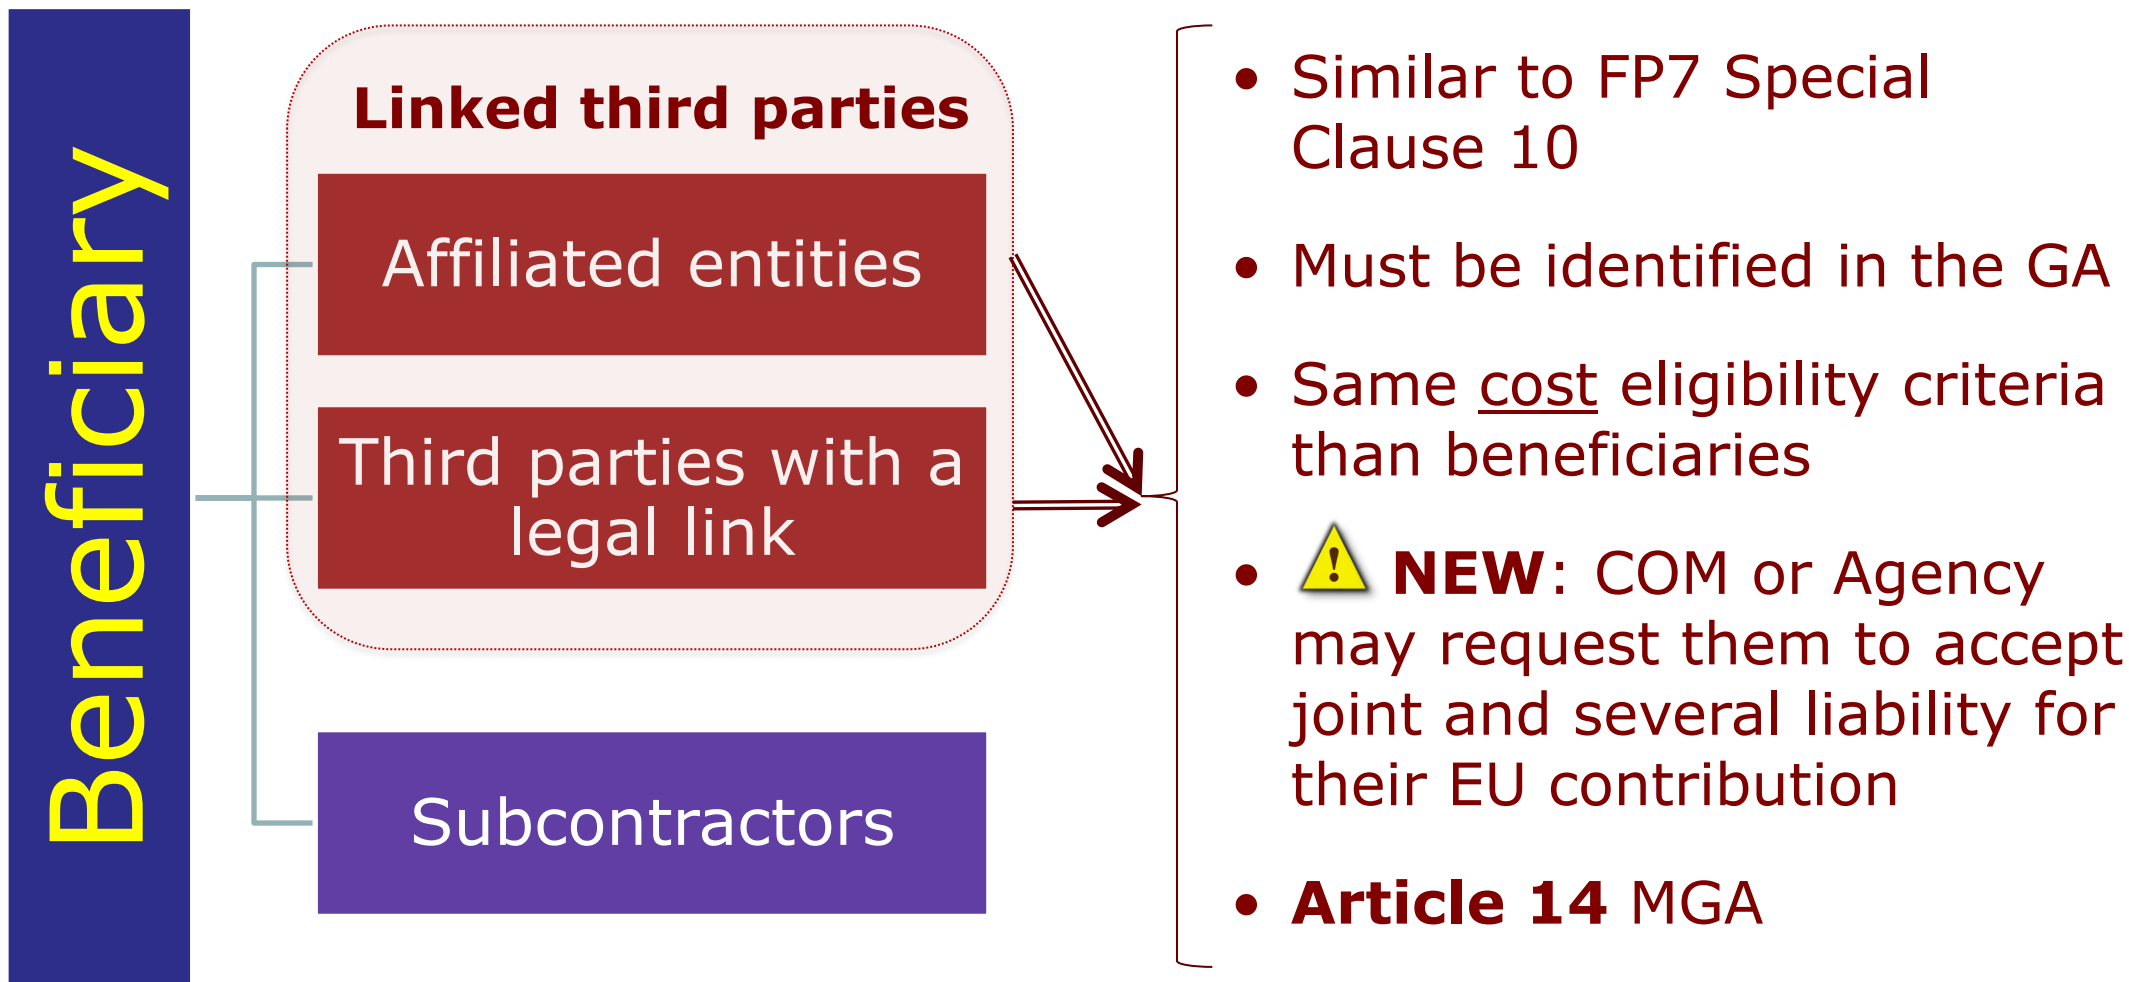 Beneficiary
Linked third parties
Affiliated entities
Third parties with a
legal link
Subcontractors
• Similar to FP7 Special
Clause 10
• Must be identified in the GA
• Same cost eligibility criteria
than beneficiaries
• ! NEW: COM or Agency
may request them to accept
joint and several liability for
their EU contribution
• Article 14 MGA